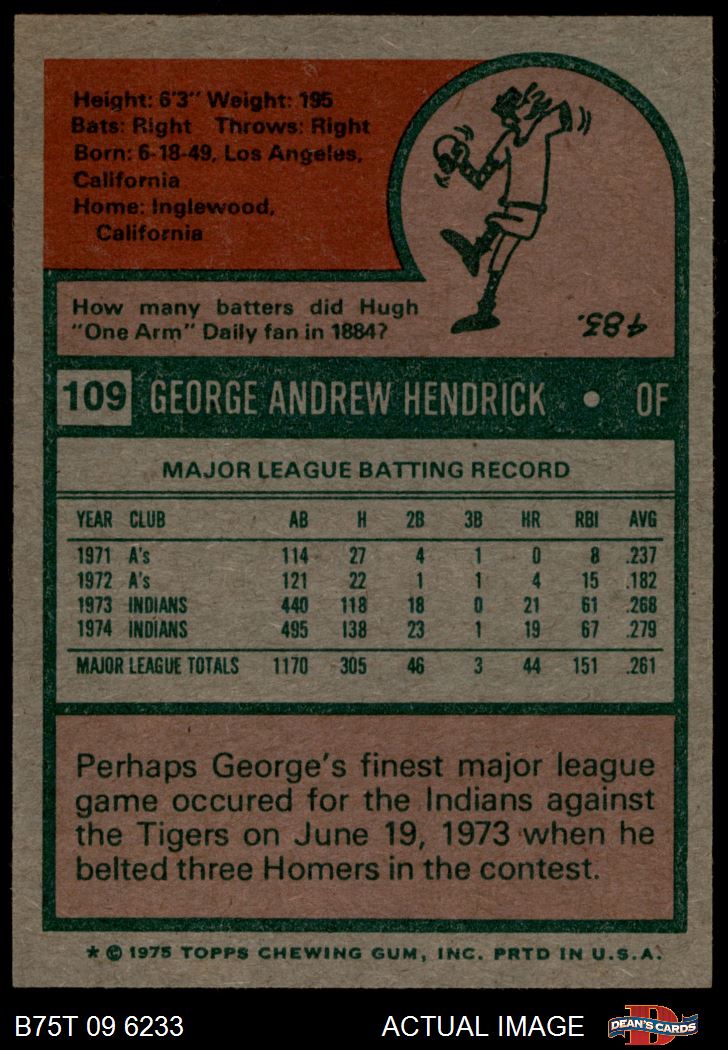 Height: 6'3" Weight: 195
Bats: Right Throws: Right
Born: 6-18-49, Los Angeles,
California
Home: Inglewood,
California
How many batters did Hugh
"One Arm" Daily fan in 1884?
483.
109 GEORGE ANDREW HENDRICK • OF
MAJOR LEAGUE BATTING RECORD
YEAR CLUB AB H 2B 3B HR RBI AVG
1971 A's 114 27 4 1 0 8 .237
1972 A's 121 22 1 1 4 15 .182
1973 INDIANS 440 118 18 0 21 61 .268
1974 INDIANS 495 138 23 1 19 67 .279
MAJOR LEAGUE TOTALS 1170 305 46 3 44 151 .261
Perhaps George's finest major league
game occured for the Indians against
the Tigers on June 19, 1973 when he
belted three Homers in the contest.
* © 1975 TOPPS CHEWING GUM, INC. PRTD IN U.S.A.
B75T 09 6233 ACTUAL IMAGE D DEAN'S CARDS